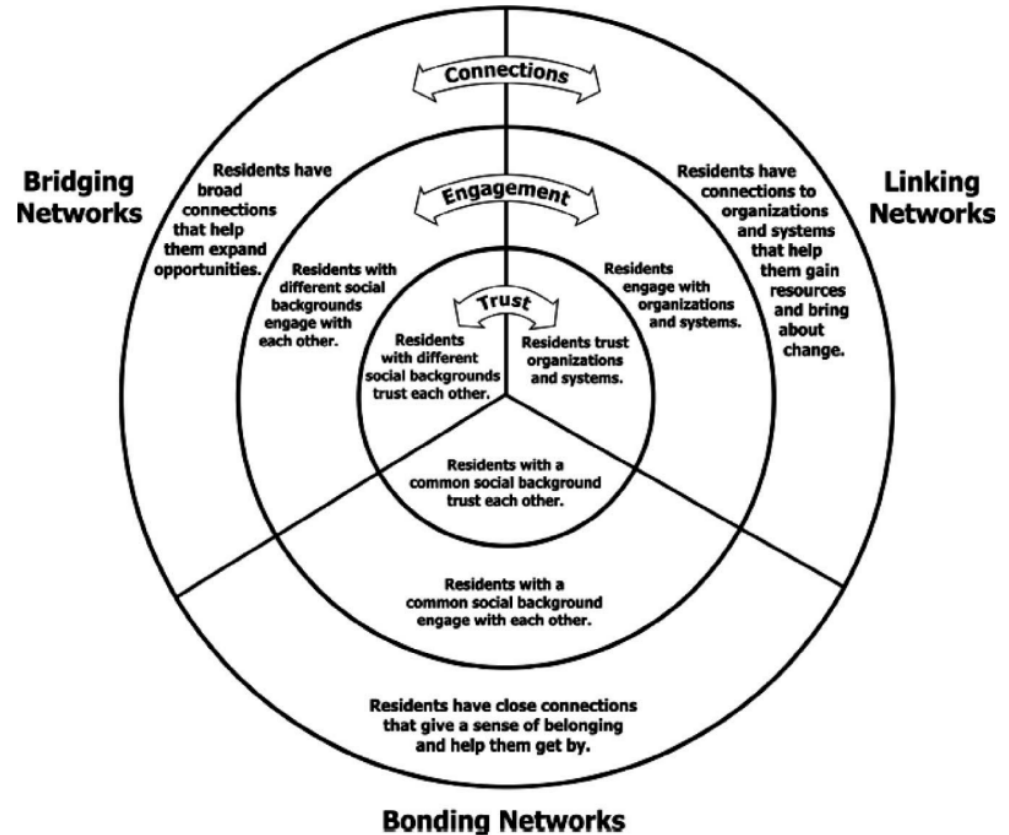 Connections
Bridging
Networks
Residents have
broad
connections
that help
them expand
opportunities.
Engagement
Residents with
different social
backgrounds
engage with
each other.
Trust
Residents
with different
social backgrounds
trust each other.
Residents trust
organizations
and systems.
Residents
engage with
organizations
and systems.
Residents have
connections to
organizations
and systems
that help
them gain
resources
and bring
about
change.
Linking
Networks
Residents with a
common social background
trust each other.
Residents with a
common social background
engage with each other.
Residents have close connections
that give a sense of belonging
and help them get by.
Bonding Networks